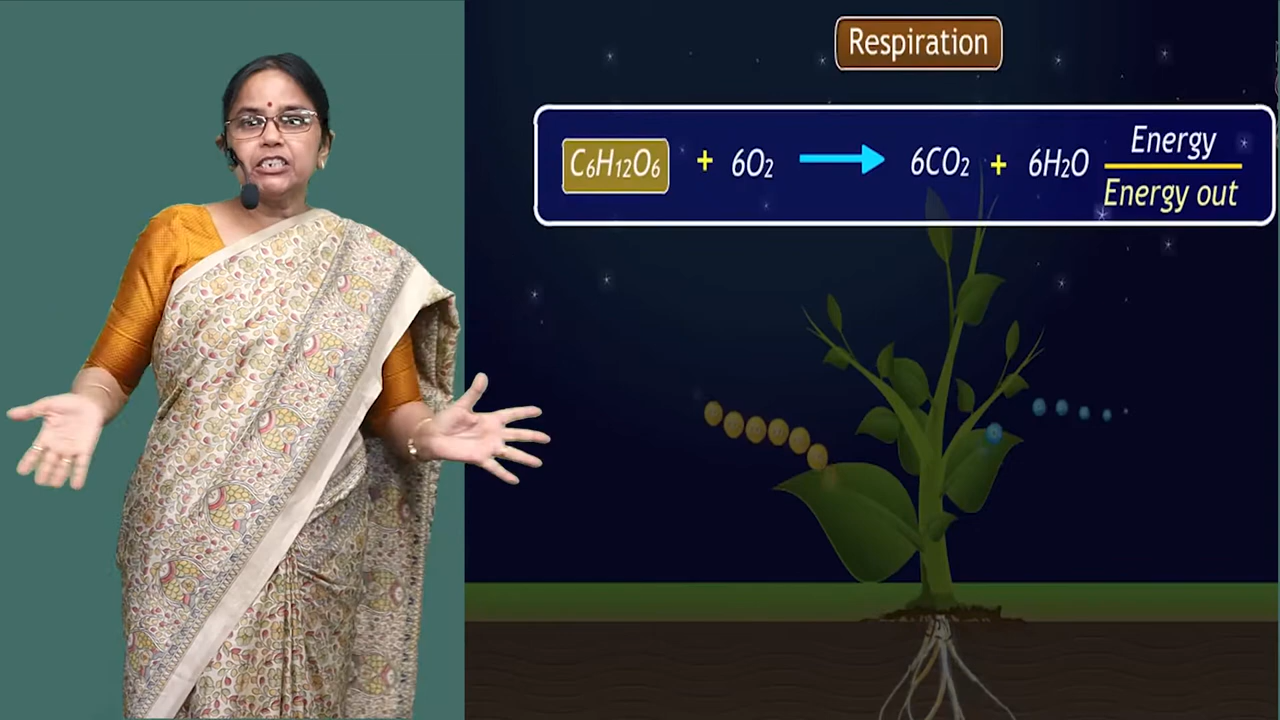 Respiration
C₆H₁₂O₆ + 6O₂ → 6CO₂ + 6H₂O Energy
Energy out